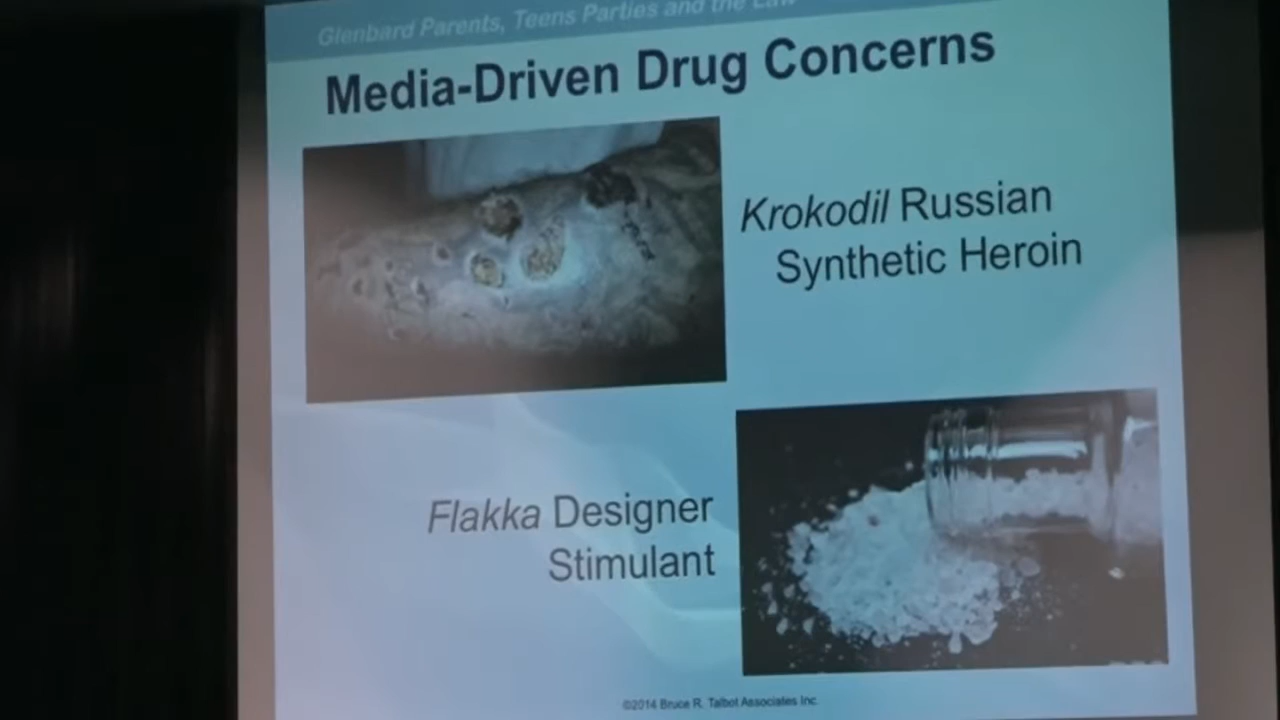 Glenbard Parents, Teens Parties and the Law
Media-Driven Drug Concerns
Krokodil Russian
Synthetic Heroin
Flakka Designer
Stimulant
©2014 Bruce R. Talbot Associates Inc.